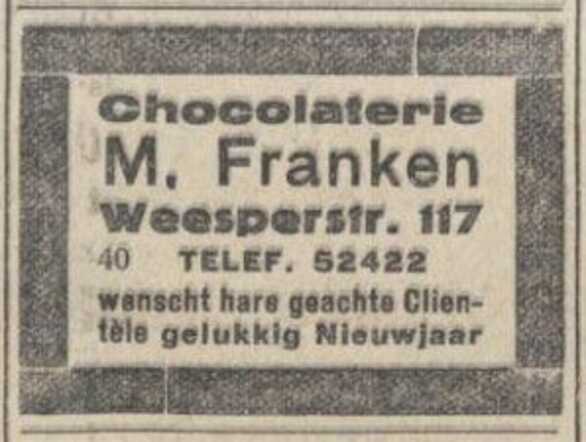 Chocolaterie
M. Franken
Weesperstr. 117
40 TELEF. 52422
wenscht hare geachte Clien-
tèle gelukkig Nieuwjaar